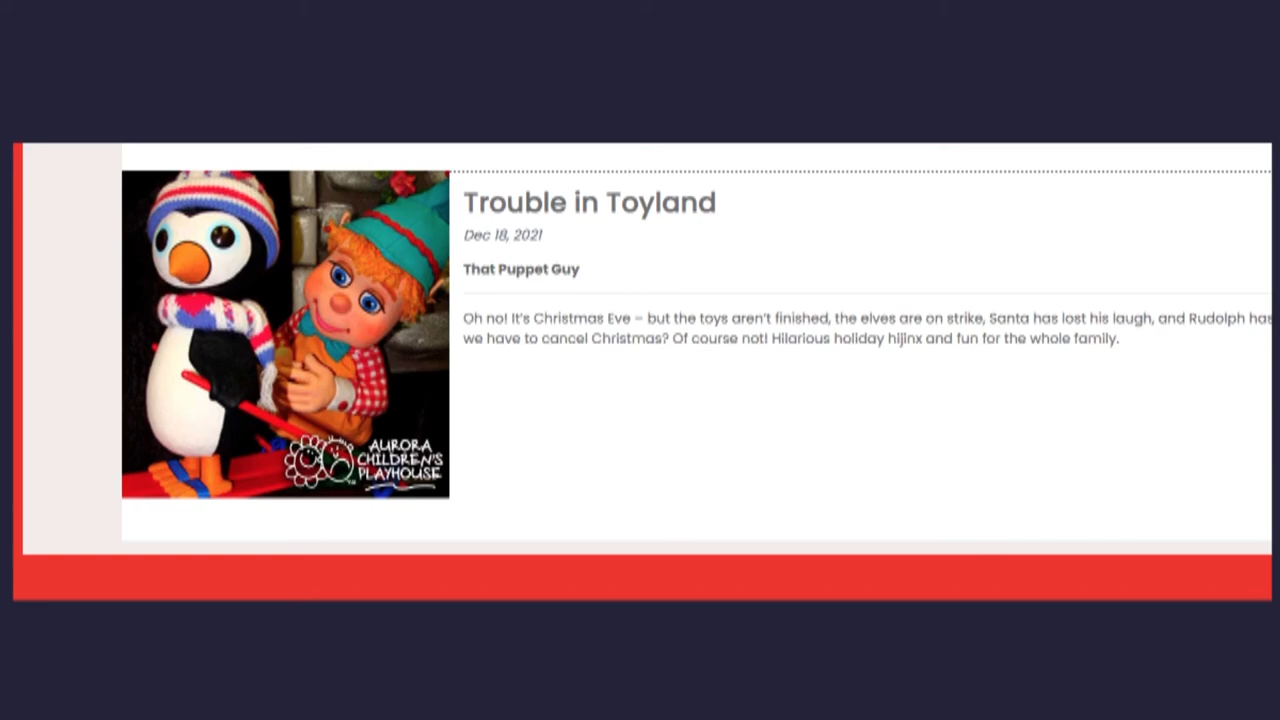 Trouble in Toyland
Dec 18, 2021
That Puppet Guy
Oh no! It's Christmas Eve – but the toys aren't finished, the elves are on strike, Santa has lost his laugh, and Rudolph has
we have to cancel Christmas? Of course not! Hilarious holiday hijinx and fun for the whole family.
AURORA
CHILDREN'S
PLAYHOUSE